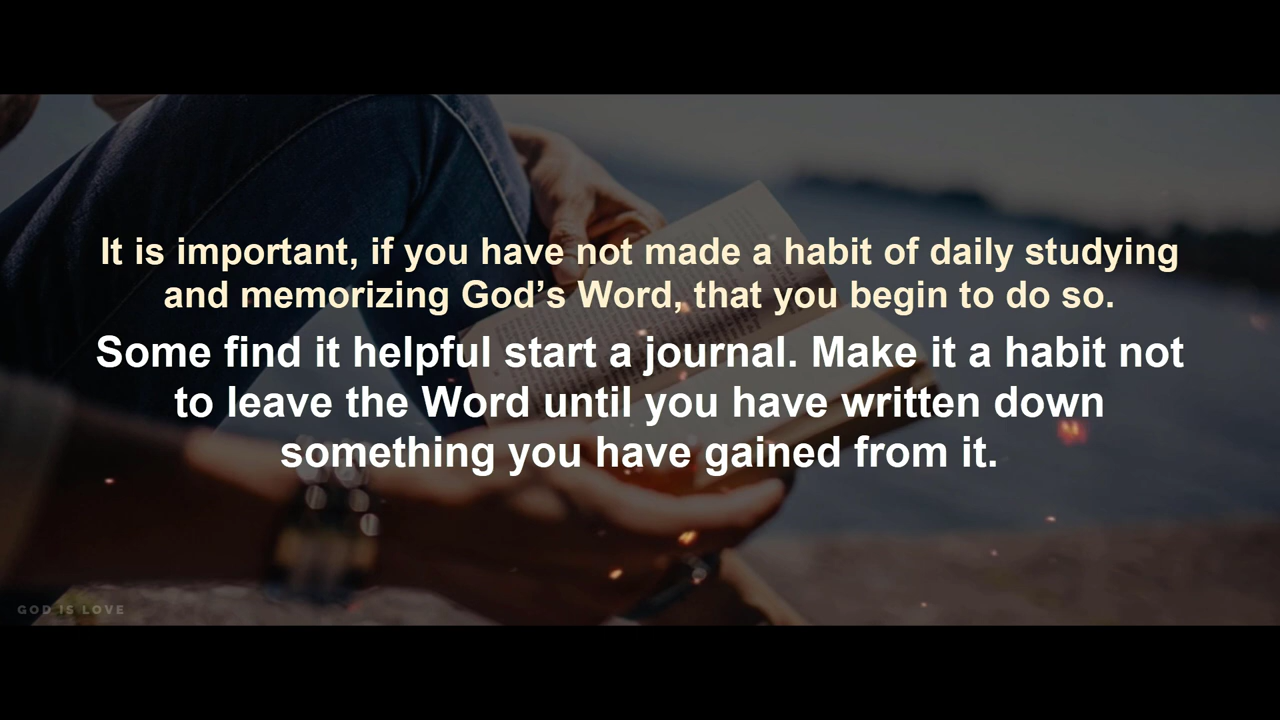 It is important, if you have not made a habit of daily studying
and memorizing God’s Word, that you begin to do so.
Some find it helpful start a journal. Make it a habit not
to leave the Word until you have written down
something you have gained from it.
GOD IS LOVE